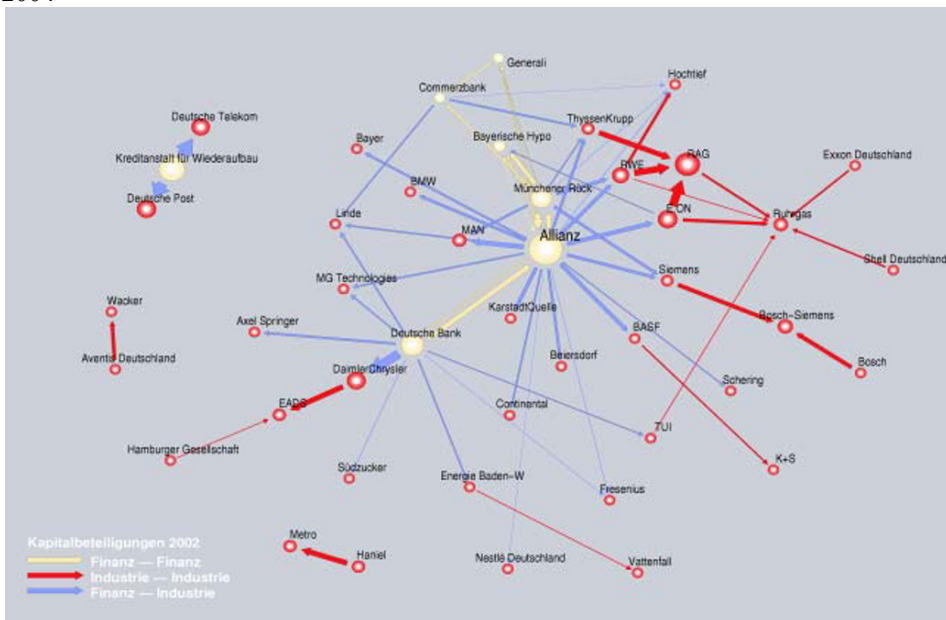 Generali
Hochtief
Commerzbank
Deutsche Telekom
ThyssenKrupp
Bayerische Hypo
Bayer
Kreditanstalt für Wiederaufbau
RAG
Exxon Deutschland
RWE
BMW
Münchener Rück
Deutsche Post
E.ON
Linde
Ruhrgas
MAN
Allianz
Shell Deutschland
Siemens
MG Technologies
Wacker
KarstadtQuelle
Bosch-Siemens
Axel Springer
Deutsche Bank
BASF
Aventis Deutschland
Beiersdorf
Bosch
DaimlerChrysler
Schering
EADS
Continental
TUI
Hamburger Gesellschaft
K+S
Südzucker
Energie Baden-W
Fresenius
Metro
Haniel
Nestlé Deutschland
Vattenfall
Kapitalbeteiligungen 2002
Finanz — Finanz
Industrie — Industrie
Finanz — Industrie